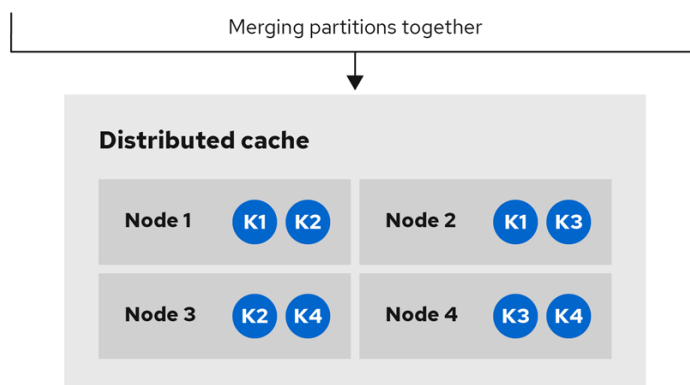 Merging partitions together
Distributed cache
Node 1 K1 K2
Node 2 K1 K3
Node 3 K2 K4
Node 4 K3 K4